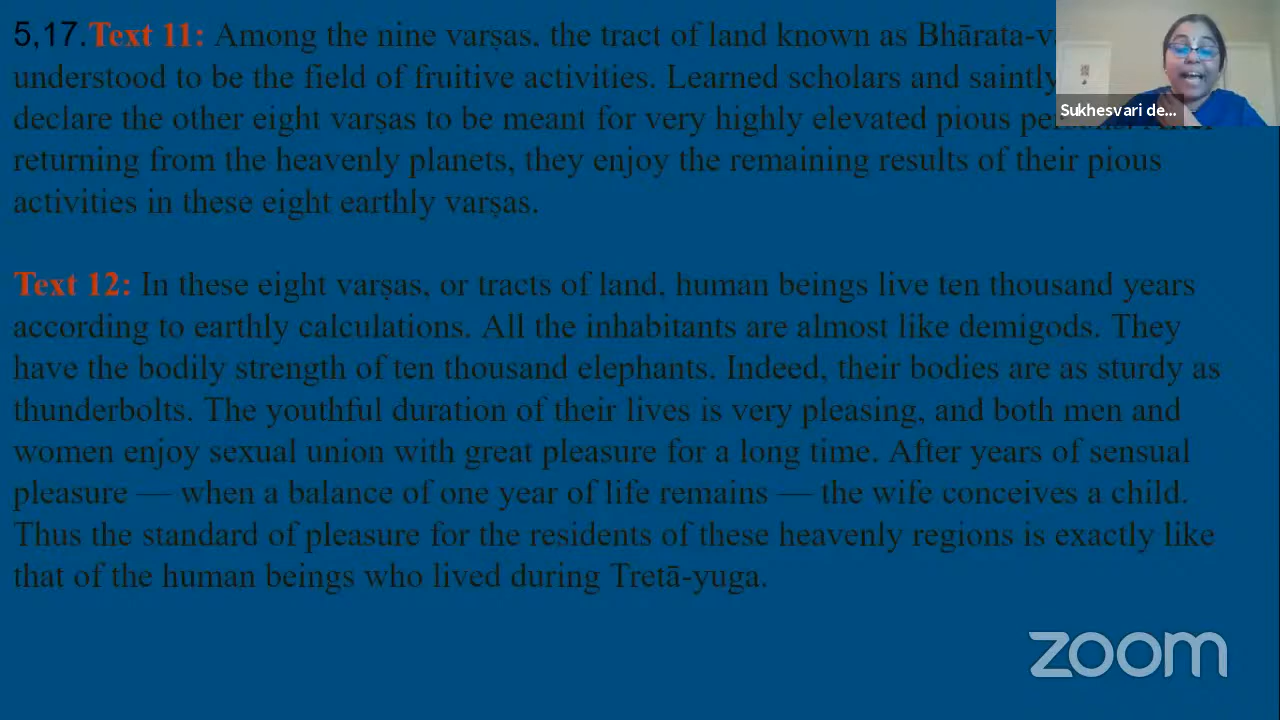 5,17.Text 11: Among the nine varṣas, the tract of land known as Bhārata-v
understood to be the field of fruitive activities. Learned scholars and saintly
declare the other eight varṣas to be meant for very highly elevated pious
returning from the heavenly planets, they enjoy the remaining results of their pious
activities in these eight earthly varṣas.
Text 12: In these eight varṣas, or tracts of land, human beings live ten thousand years
according to earthly calculations. All the inhabitants are almost like demigods. They
have the bodily strength of ten thousand elephants. Indeed, their bodies are as sturdy as
thunderbolts. The youthful duration of their lives is very pleasing, and both men and
women enjoy sexual union with great pleasure for a long time. After years of sensual
pleasure — when a balance of one year of life remains — the wife conceives a child.
Thus the standard of pleasure for the residents of these heavenly regions is exactly like
that of the human beings who lived during Tretā-yuga.
Sukhesvari de...
zoom